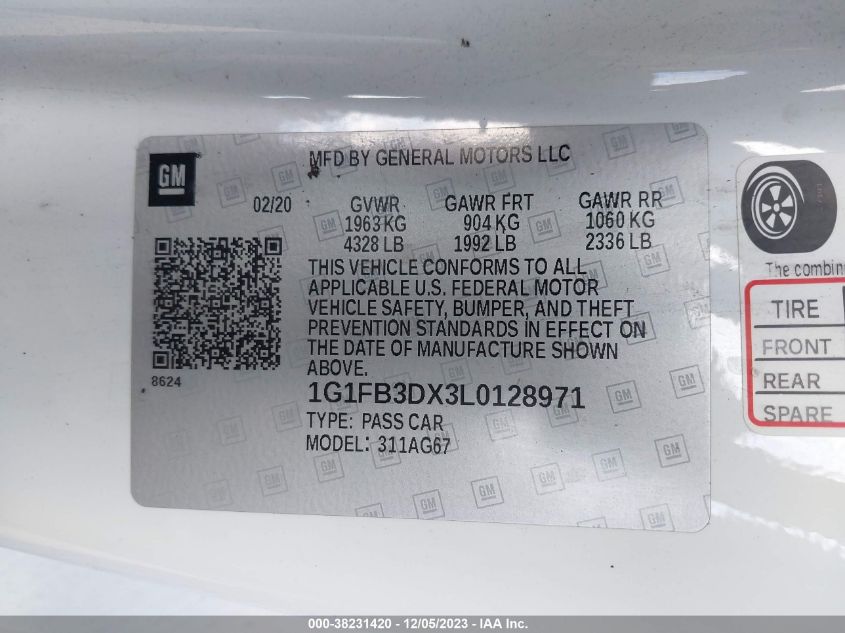 GM
MFD BY GENERAL MOTORS LLC
02/20
GVWR GAWR FRT GAWR RR
1963 KG 904 KG 1060 KG
4328 LB 1992 LB 2336 LB
THIS VEHICLE CONFORMS TO ALL
APPLICABLE U.S. FEDERAL MOTOR
VEHICLE SAFETY, BUMPER, AND THEFT
PREVENTION STANDARDS IN EFFECT ON
THE DATE OF MANUFACTURE SHOWN
ABOVE.
8624
1G1FB3DX3L0128971
TYPE: PASS CAR
MODEL: 311AG67
The combin
TIRE
FRONT
REAR
SPARE
000-38231420 - 12/05/2023 - IAA Inc.